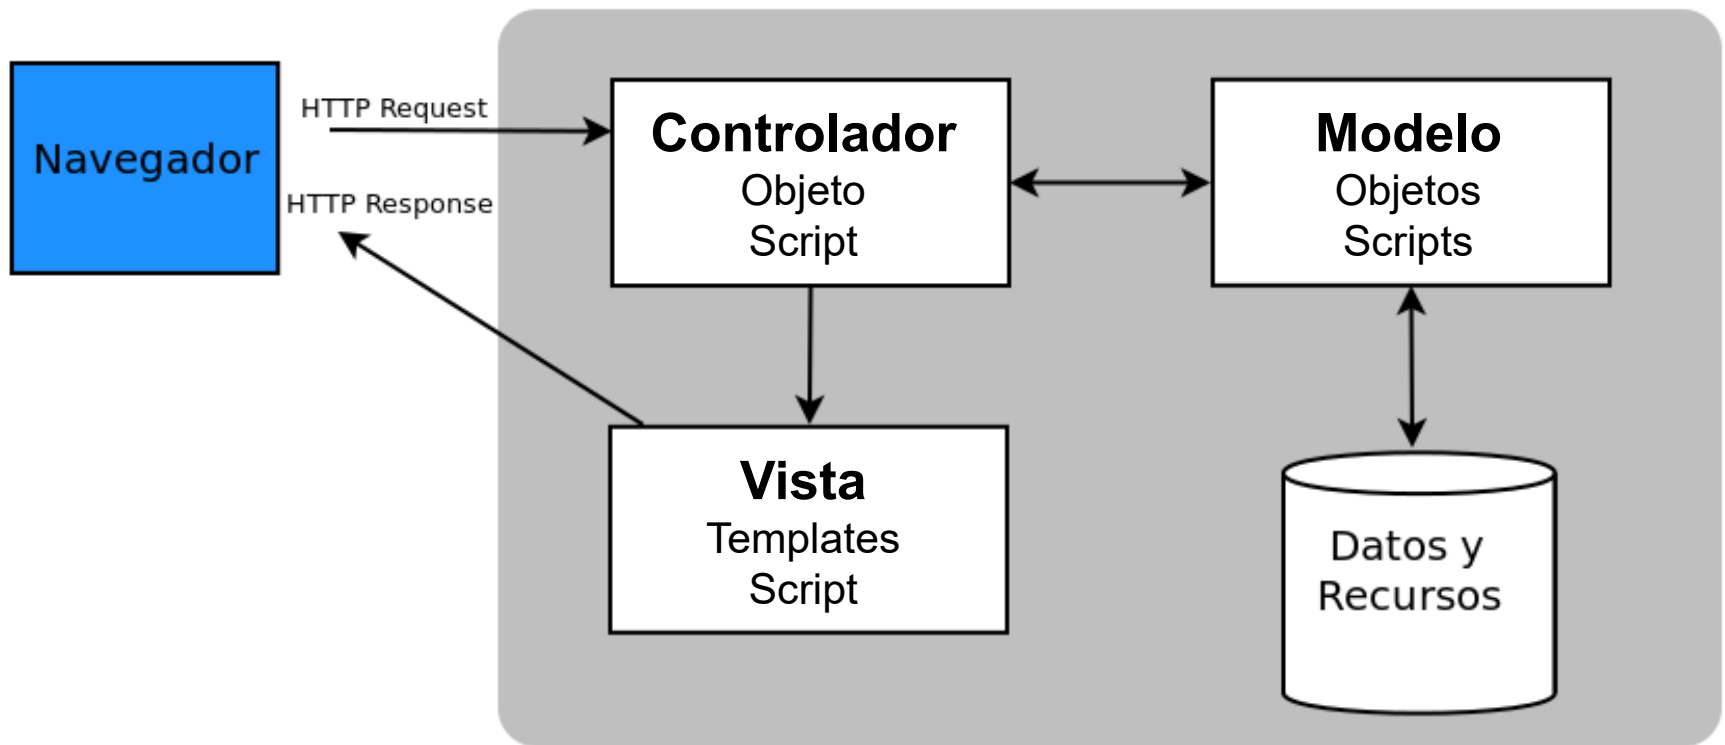 Navegador
HTTP Request
HTTP Response
Controlador
Objeto
Script
Modelo
Objetos
Scripts
Vista
Templates
Script
Datos y
Recursos